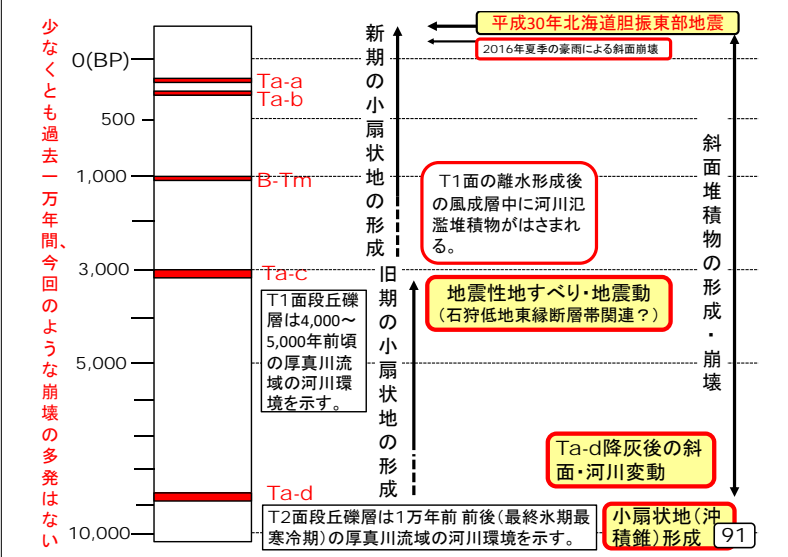 少なくとも過去一万年間、今回のような崩壊の多発はない
0(BP)
500
1,000
3,000
5,000
10,000
Ta-a
Ta-b
B-Tm
Ta-c
Ta-d
新期の小扇状地の形成
旧期の小扇状地の形成
平成30年北海道胆振東部地震
2016年夏季の豪雨による斜面崩壊
斜面堆積物の形成・崩壊
T1面の離水形成後
の風成層中に河川氾
濫堆積物がはさまれ
る。
地震性地すべり・地震動
(石狩低地東縁断層帯関連?)
T1面段丘礫
層は4,000～
5,000年前頃
の厚真川流
域の河川環
境を示す。
Ta-d降灰後の斜
面・河川変動
T2面段丘礫層は1万年前 前後(最終氷期最
寒冷期)の厚真川流域の河川環境を示す。
小扇状地(沖
積錐)形成
91